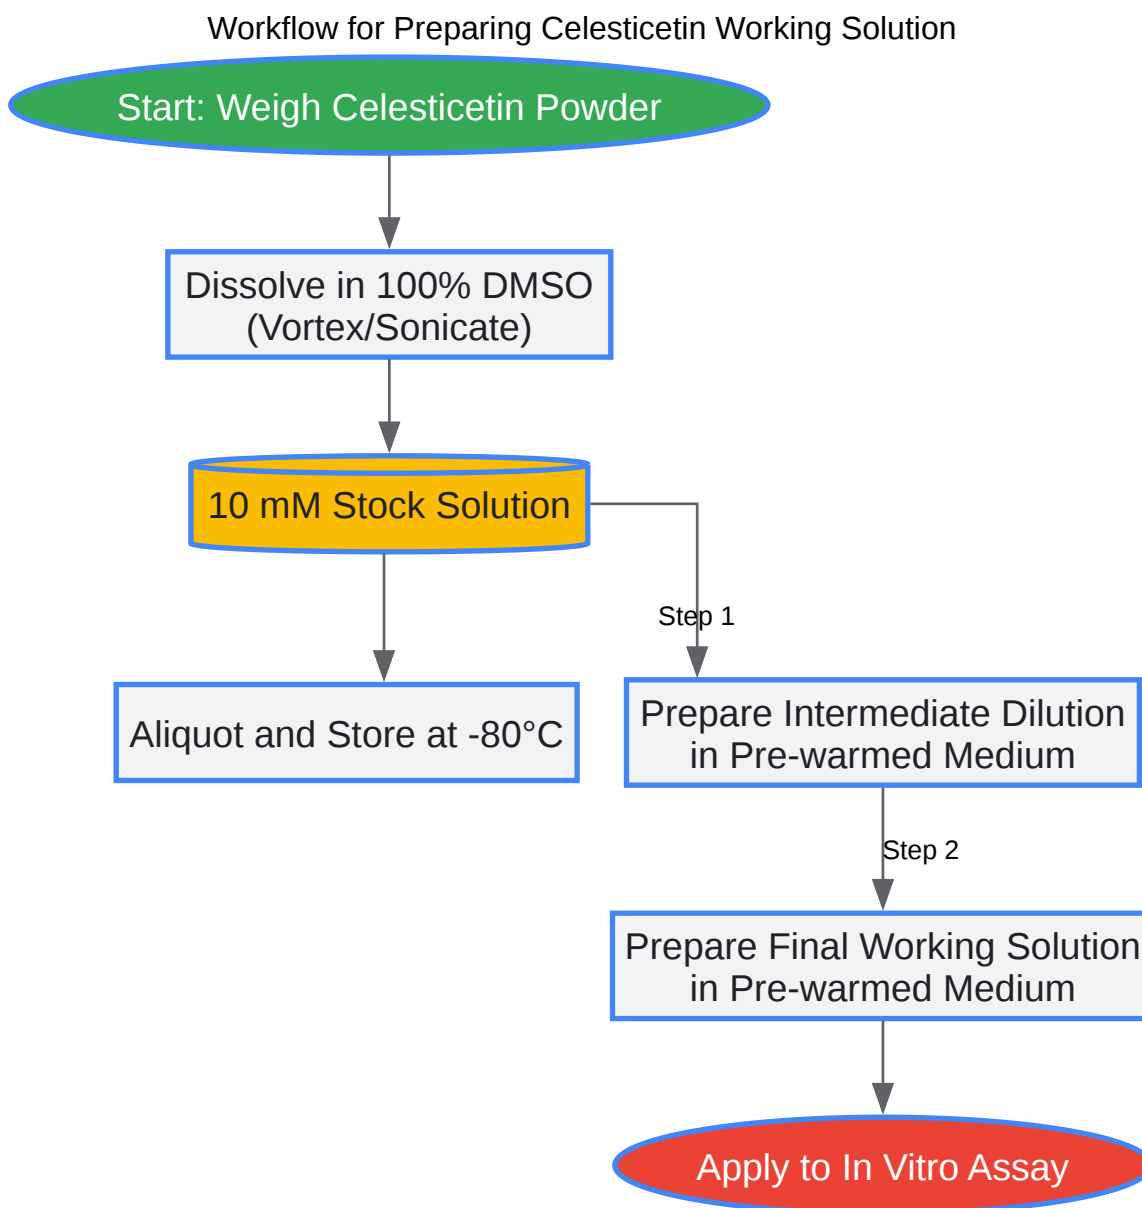 Workflow for Preparing Celesticetin Working Solution
Start: Weigh Celesticetin Powder
Dissolve in 100% DMSO
(Vortex/Sonicate)
10 mM Stock Solution
Step 1
Aliquot and Store at -80°C
Prepare Intermediate Dilution
in Pre-warmed Medium
Step 2
Prepare Final Working Solution
in Pre-warmed Medium
Apply to In Vitro Assay